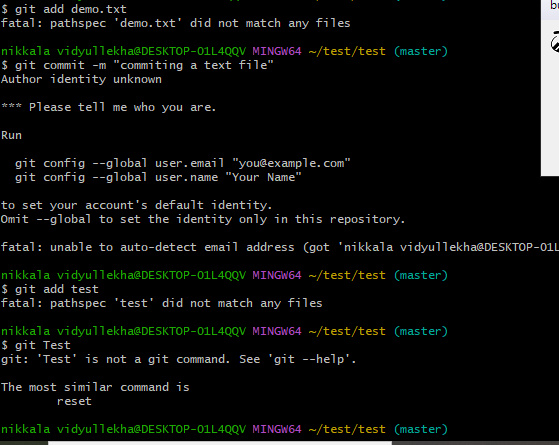 $ git add demo.txt
fatal: pathspec 'demo.txt' did not match any files
nikkala vidyullekha@DESKTOP-01L4QQV MINGW64 ~/test/test (master)
$ git commit -m "commiting a text file"
Author identity unknown
*** Please tell me who you are.
Run
git config --global user.email "you@example.com"
git config --global user.name "Your Name"
to set your account's default identity.
Omit --global to set the identity only in this repository.
fatal: unable to auto-detect email address (got 'nikkala vidyullekha@DESKTOP-01L
nikkala vidyullekha@DESKTOP-01L4QQV MINGW64 ~/test/test (master)
$ git add test
fatal: pathspec 'test' did not match any files
nikkala vidyullekha@DESKTOP-01L4QQV MINGW64 ~/test/test (master)
$ git Test
git: 'Test' is not a git command. See 'git --help'.
The most similar command is
reset
nikkala vidyullekha@DESKTOP-01L4QQV MINGW64 ~/test/test (master)